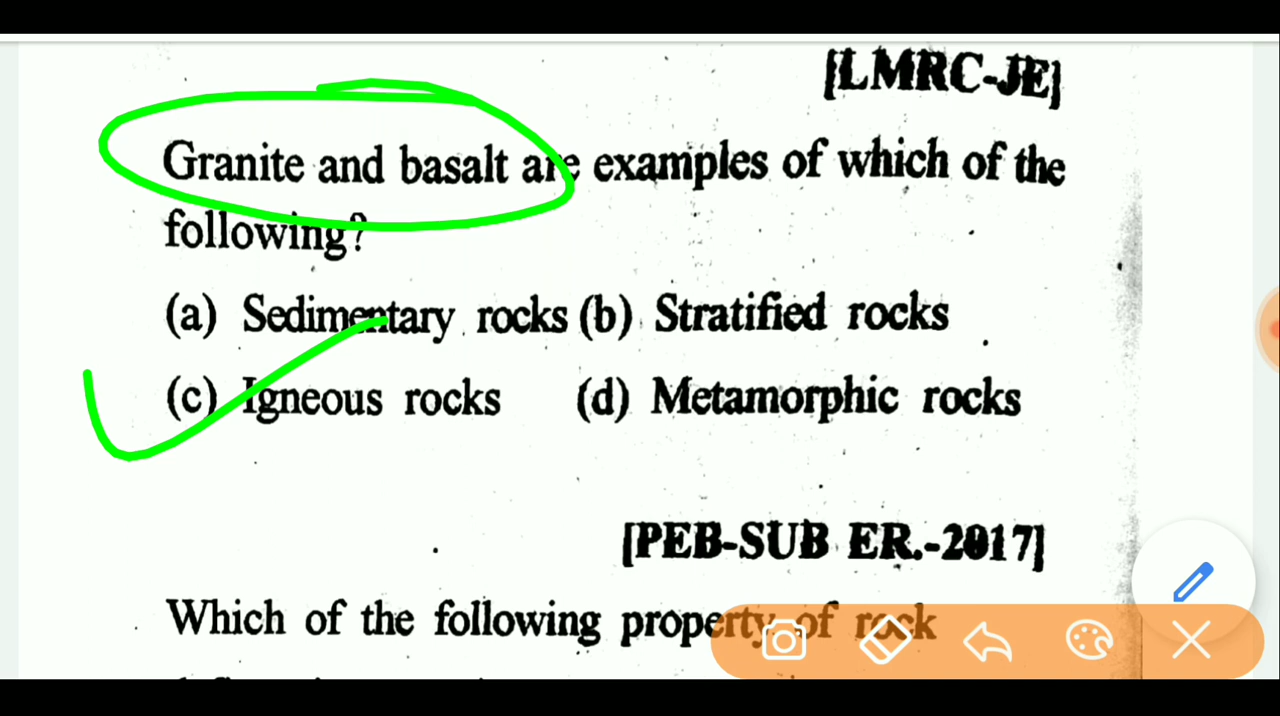 [LMRC-JE]
Granite and basalt are examples of which of the
following?
(a) Sedimentary rocks (b) Stratified rocks
(c) Igneous rocks (d) Metamorphic rocks
[PEB-SUB ER.-2017]
Which of the following property of rock